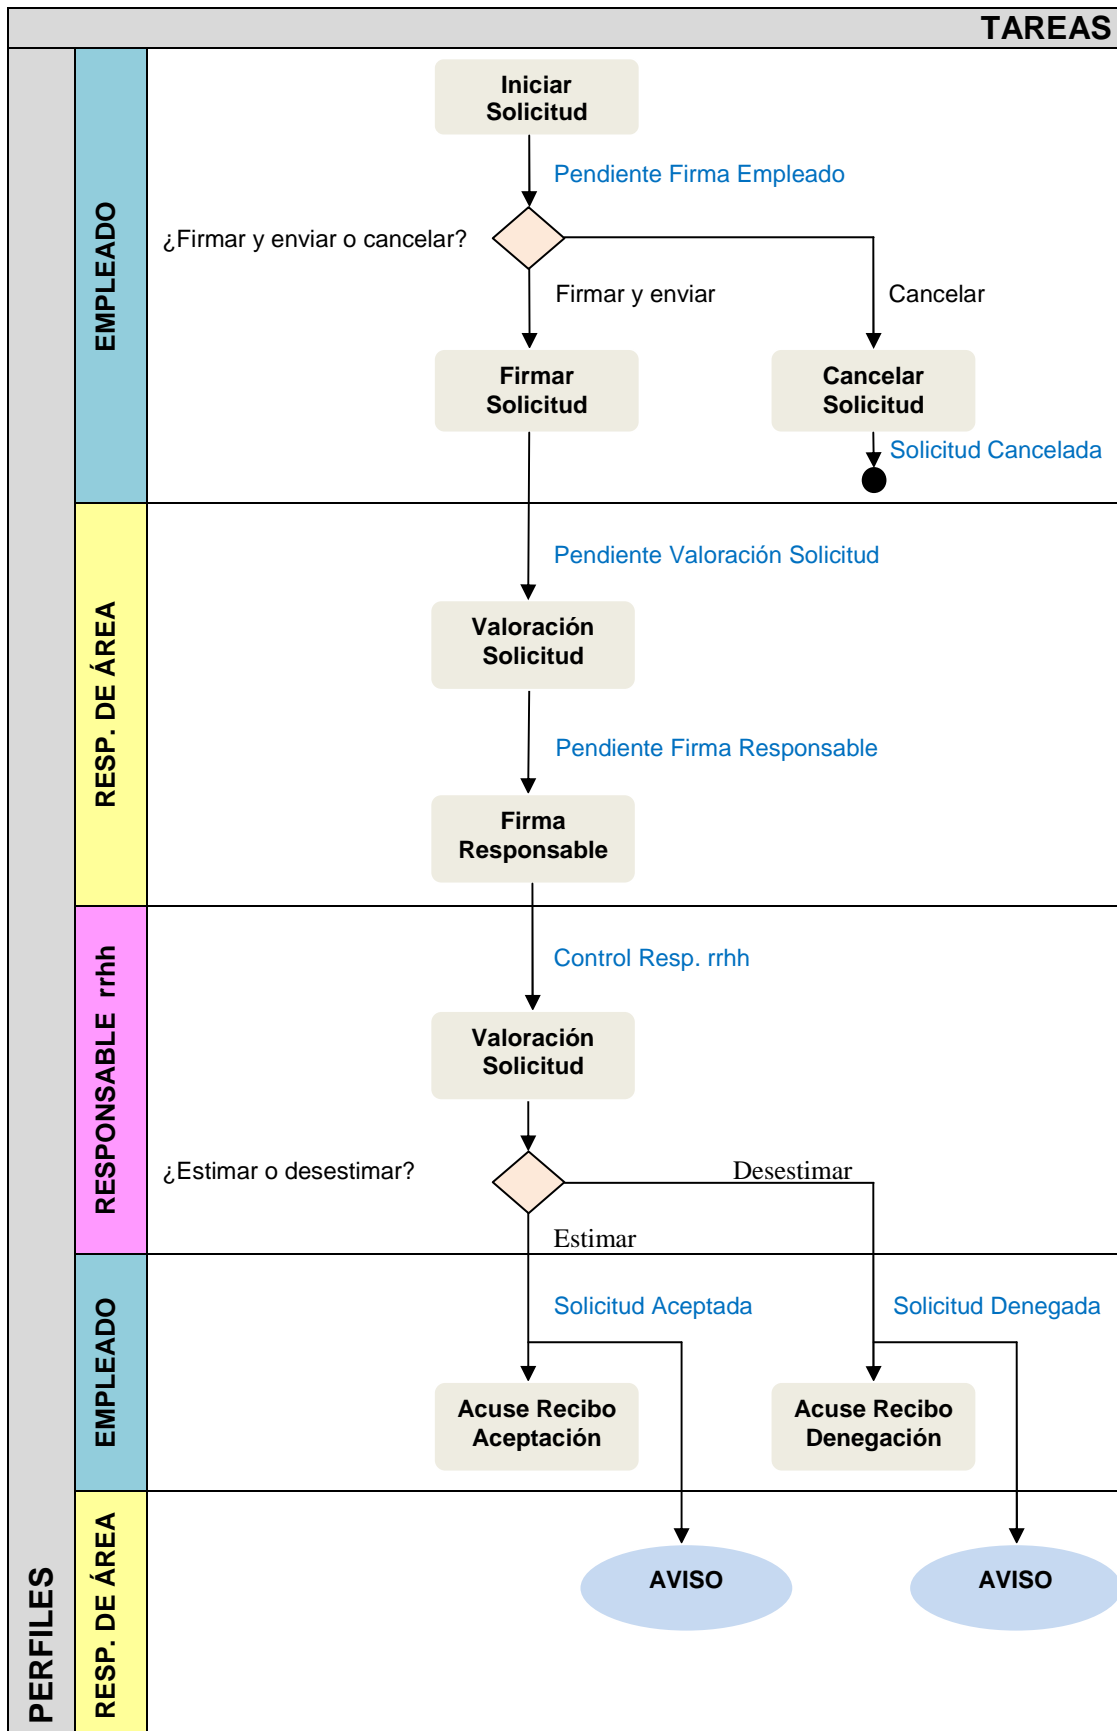 TAREAS
PERFILES
EMPLEADO
Iniciar
Solicitud
Pendiente Firma Empleado
¿Firmar y enviar o cancelar?
Firmar y enviar
Cancelar
Firmar
Solicitud
Cancelar
Solicitud
Solicitud Cancelada
RESP. DE ÁREA
Pendiente Valoración Solicitud
Valoración
Solicitud
Pendiente Firma Responsable
Firma
Responsable
RESPONSABLE rrhh
Control Resp. rrhh
Valoración
Solicitud
¿Estimar o desestimar?
Desestimar
Estimar
EMPLEADO
Solicitud Aceptada
Solicitud Denegada
Acuse Recibo
Aceptación
Acuse Recibo
Denegación
RESP. DE ÁREA
AVISO
AVISO